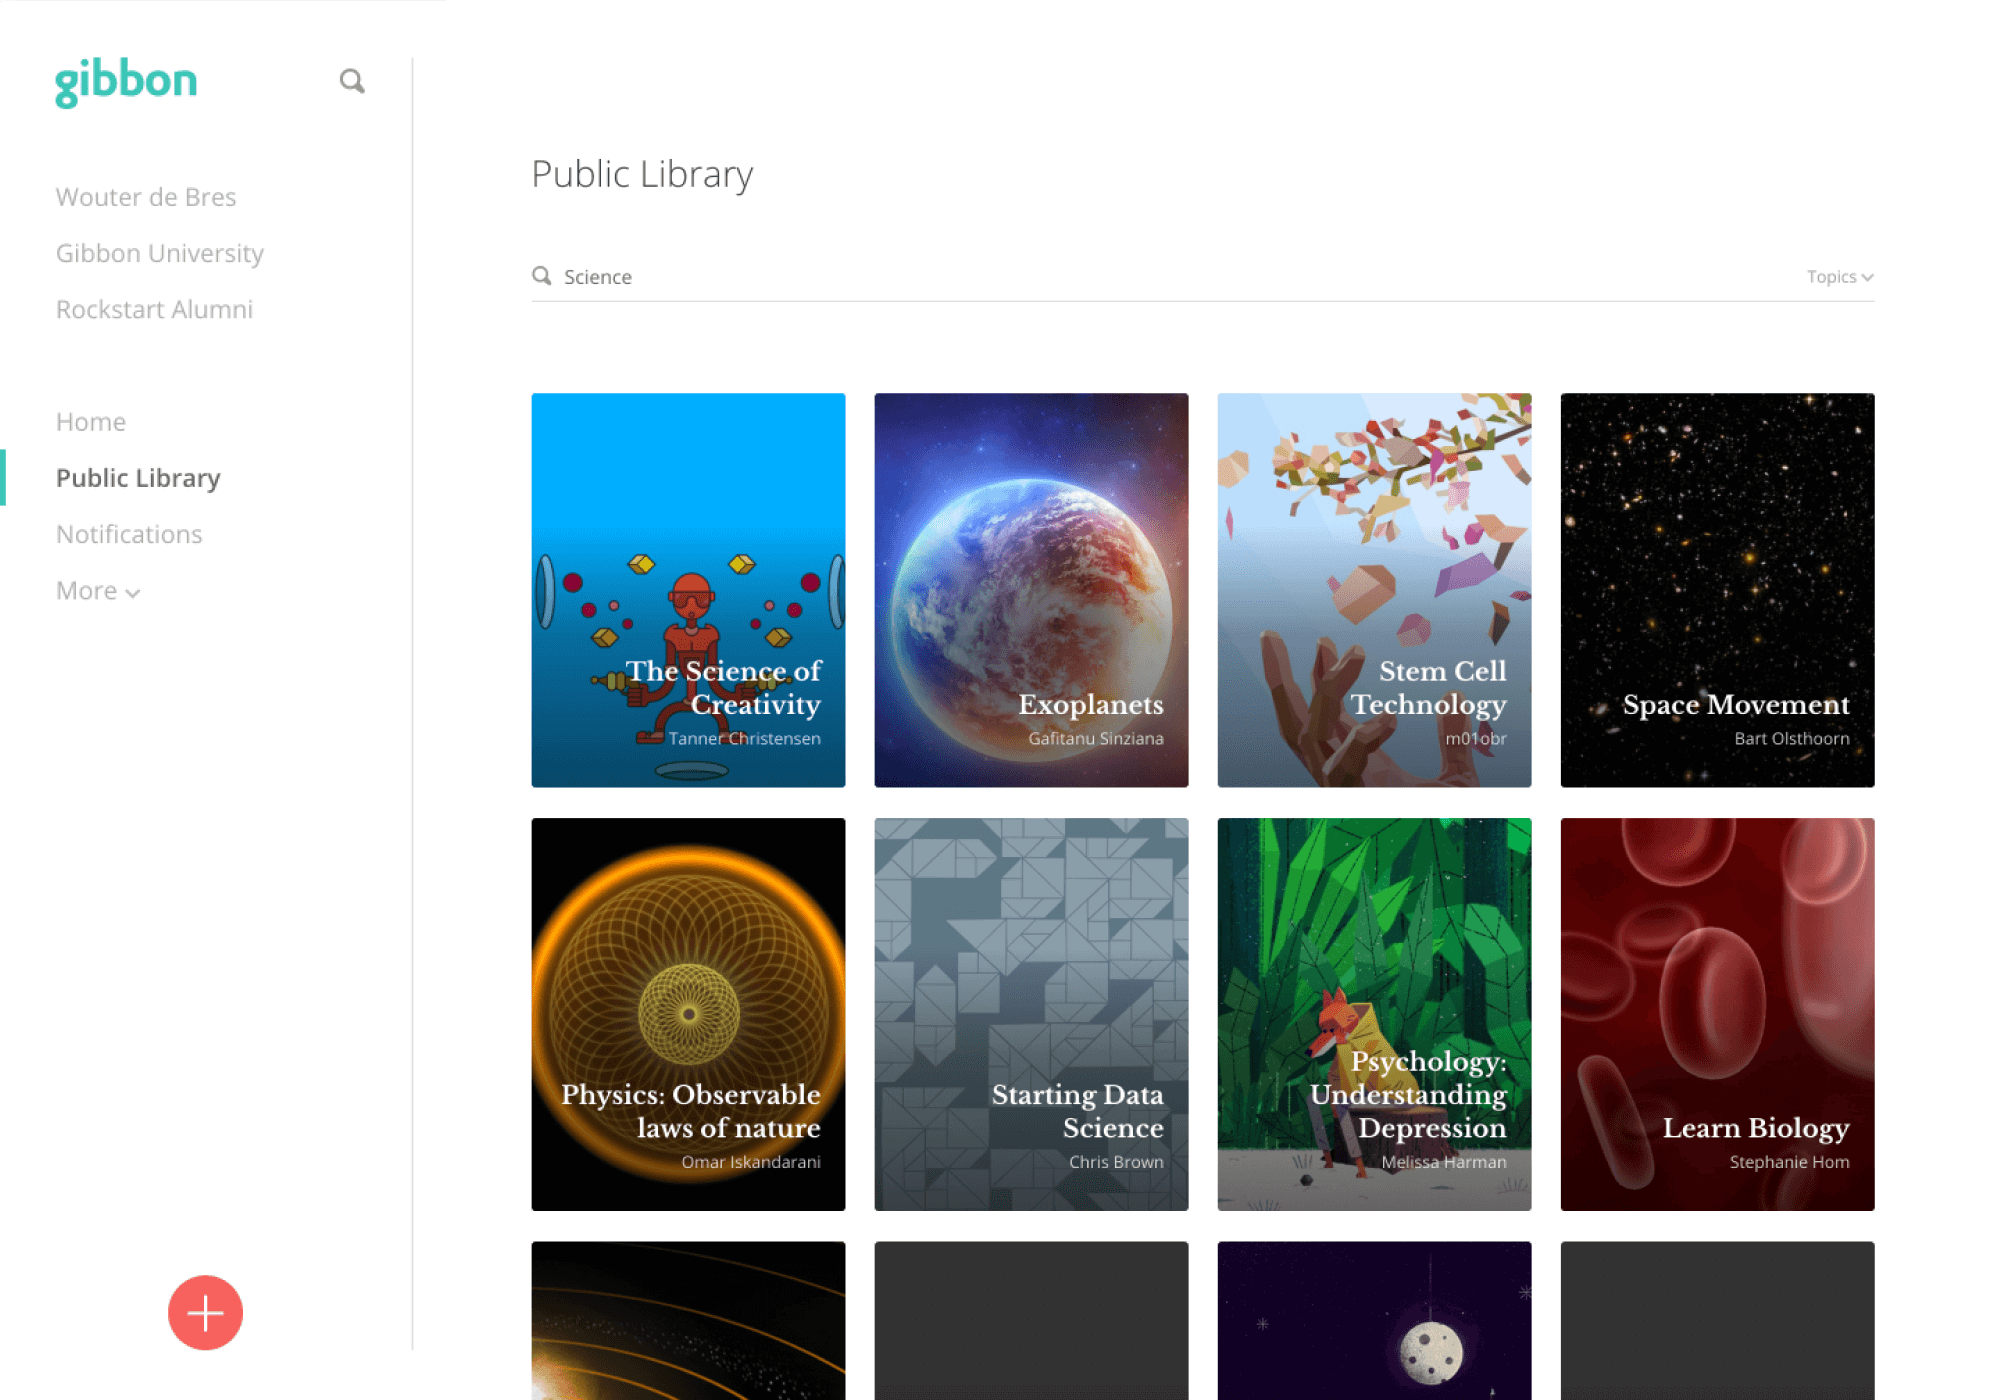 gibbon
Wouter de Bres
Gibbon University
Rockstart Alumni
Home
Public Library
Notifications
More
Public Library
Science
Topics
The Science of
Creativity
Tanner Christensen
Exoplanets
Gafitanu Sinziana
Stem Cell
Technology
m01obr
Space Movement
Bart Olsthoorn
Physics: Observable
laws of nature
Omar Iskandarani
Starting Data
Science
Chris Brown
Psychology:
Understanding
Depression
Melissa Harman
Learn Biology
Stephanie Hom